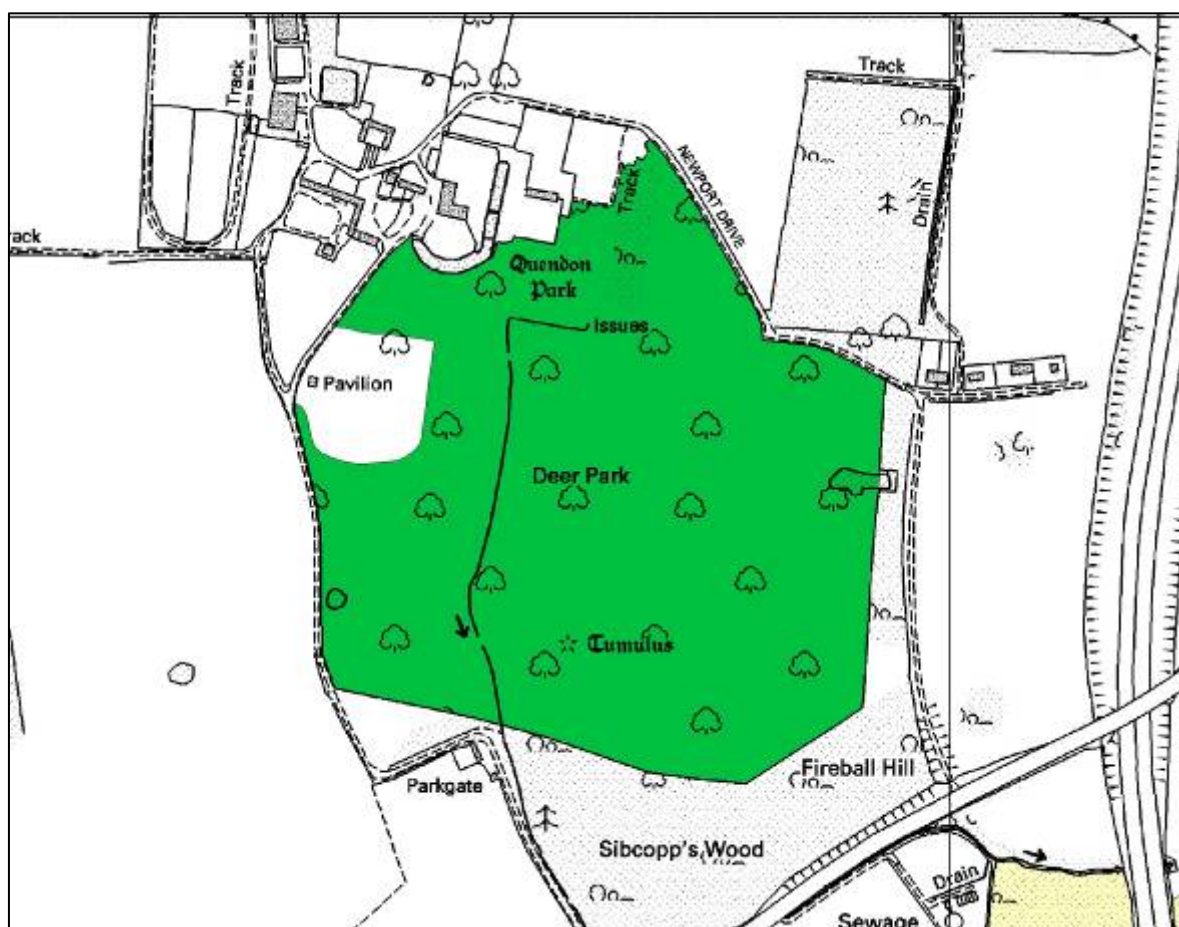 Track
Track
NEWPORT DRIVE
Drain
Track
ack
Quendon
Park
Issues
Pavilion
Deer Park
Tumulus
Fireball Hill
Parkgate
Sibcopp's Wood
Drain
Sewage